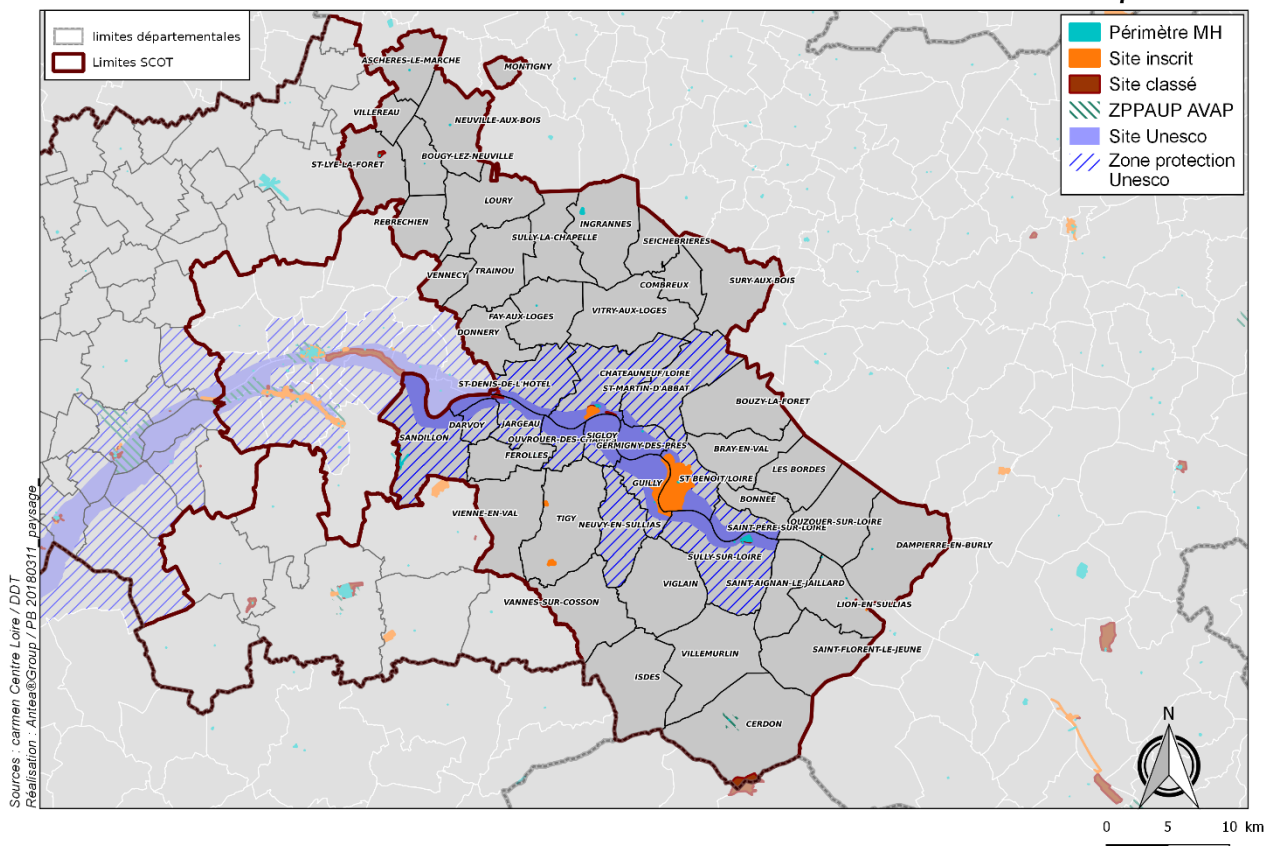 limites départementales
Limites SCOT
Périmètre MH
Site inscrit
Site classé
ZPPAUP AVAP
Site Unesco
Zone protection
Unesco
ASCHERES-LE-MARCHE
MONTIGNY
VILLEREAU
NEUVILLE-AUX-BOIS
BOUGY-LEZ-NEUVILLE
ST-LYE-LA-FORET
LOURY
REBRECHIEN
INGRANNES
SULLY-LA-CHAPELLE
SEICHEBRIERES
VENNECY
TRAINOU
COMBREUX
SURY-AUX-BOIS
FAY-AUX-LOGES
VITRY-AUX-LOGES
DONNERY
CHATEAUNEUF/LOIRE
ST-DENIS-DE-L'HOTEL
ST-MARTIN-D'ABBAT
BOUZY-LA-FORET
DARVOY
JARGEAU
SANDILLON
SIGLOY
GERMIGNY-DES-PRES
BRAY-EN-VAL
FEROLLES
LES BORDES
GUILLY
ST BENOIT/LOIRE
BONNEE
VIENNE-EN-VAL
TIGY
NEUVY-EN-SULLIAS
SAINT-PERE-SUR-LOIRE
OUZOUER-SUR-LOIRE
DAMPIERRE-EN-BURLY
SULLY-SUR-LOIRE
VIGLAIN
SAINT-AIGNAN-LE-JAILLARD
VANNES-SUR-COSSON
LION-EN-SULLIAS
VILLEMURLIN
SAINT-FLORENT-LE-JEUNE
ISDES
CERDON
Sources : carmen Centre Loire / DDT
Réalisation : Antea®Group / PB 20180311_paysage
N
0 5 10 km